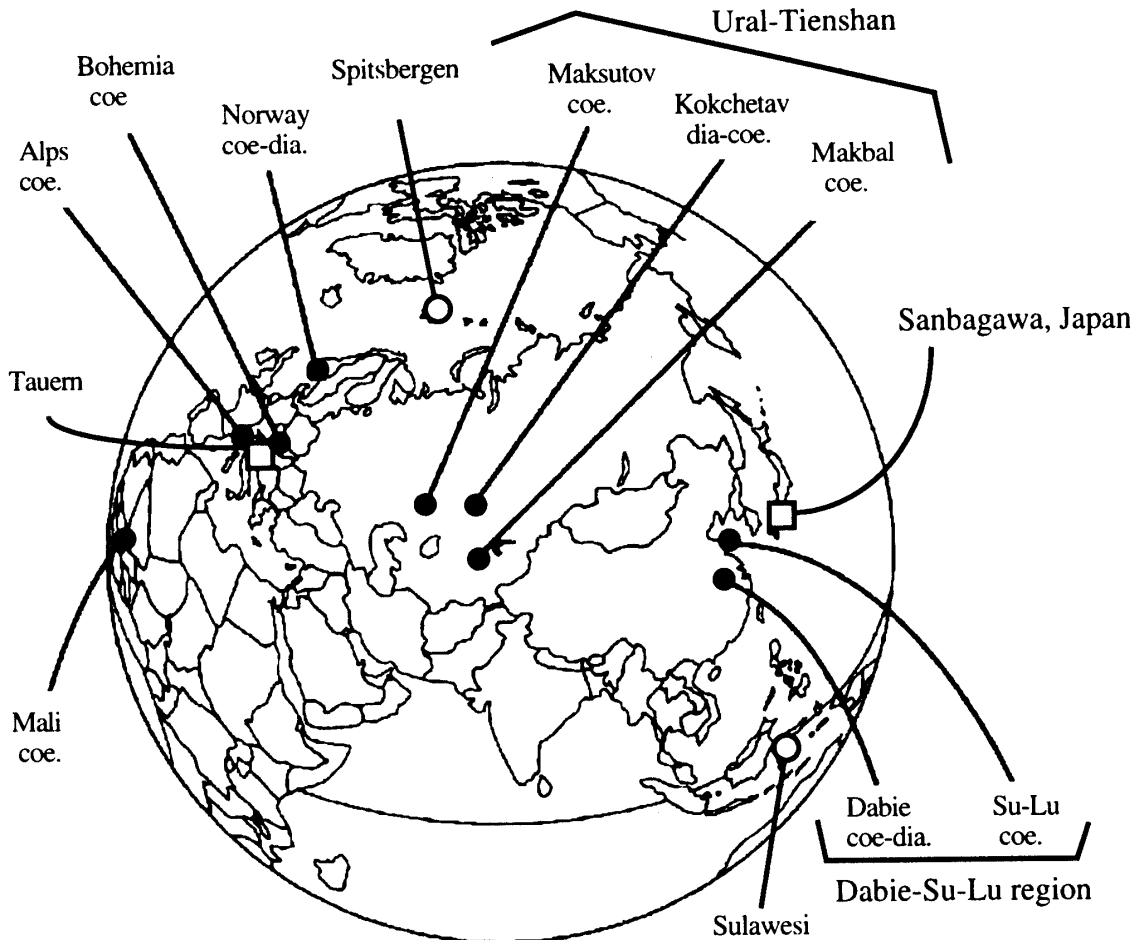 Ural-Tienshan
Bohemia
coe
Spitsbergen
Maksutov
coe.
Norway
coe-dia.
Kokchetav
dia-coe.
Alps
coe.
Makbal
coe.
Sanbagawa, Japan
Tauern
Mali
coe.
Dabie
coe-dia.
Su-Lu
coe.
Dabie-Su-Lu region
Sulawesi